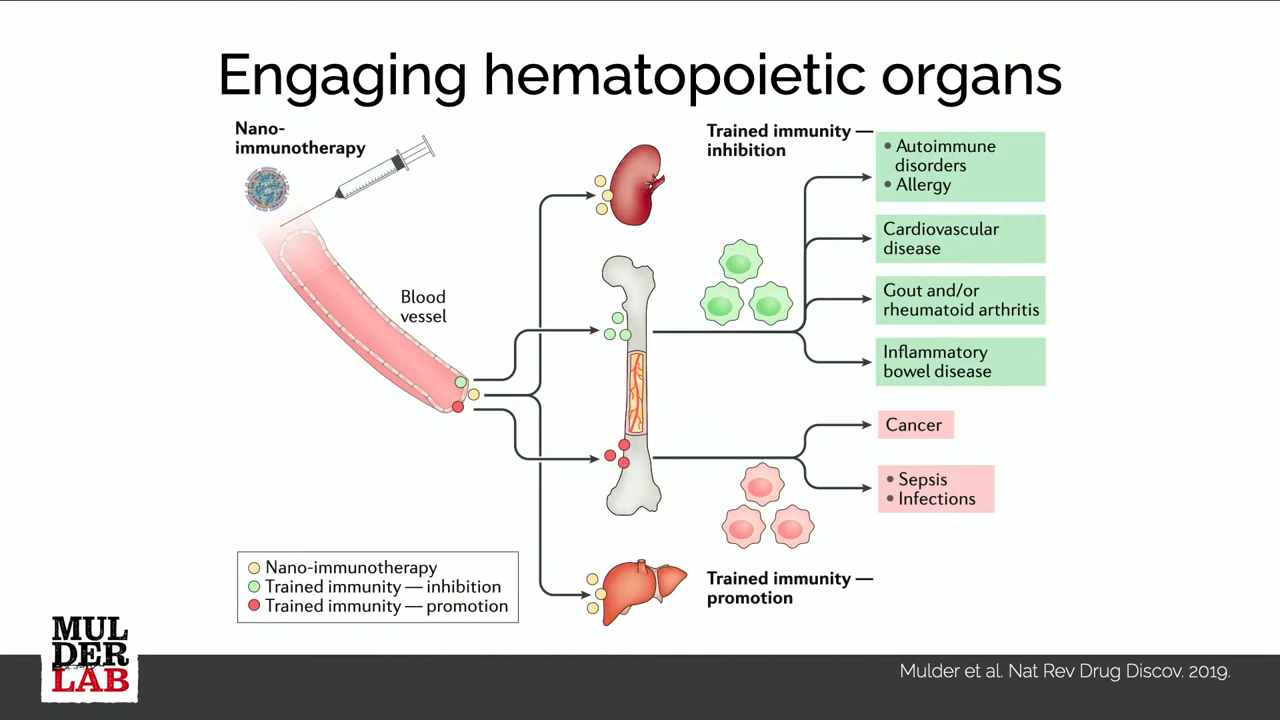 Engaging hematopoietic organs
Nano-
immunotherapy
Blood
vessel
Trained immunity —
inhibition
• Autoimmune
disorders
• Allergy
Cardiovascular
disease
Gout and/or
rheumatoid arthritis
Inflammatory
bowel disease
Cancer
• Sepsis
• Infections
Trained immunity —
promotion
Nano-immunotherapy
Trained immunity — inhibition
Trained immunity — promotion
MUL
DER
LAB
Mulder et al. Nat Rev Drug Discov. 2019.